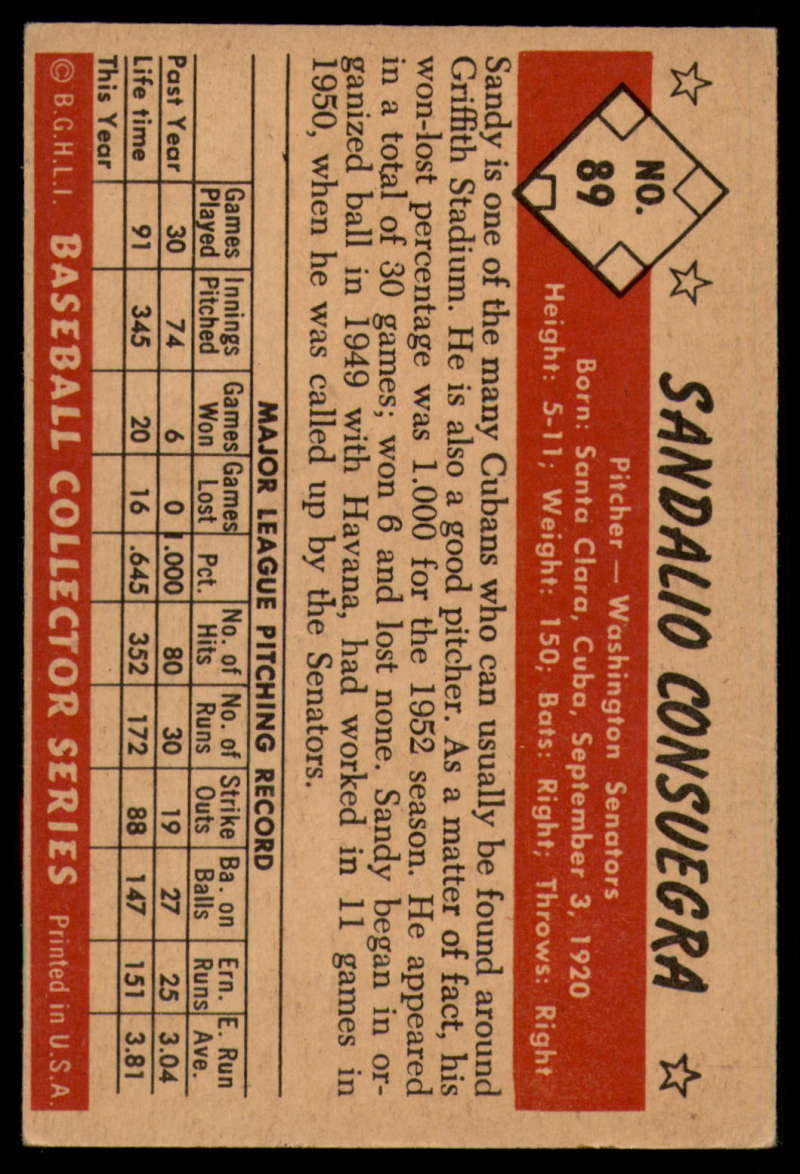 NO.
89
SANDALIO CONSUEGRA
Pitcher — Washington Senators
Born: Santa Clara, Cuba, September 3, 1920
Height: 5-11; Weight: 150; Bats: Right; Throws: Right
Sandy is one of the many Cubans who can usually be found around
Griffith Stadium. He is also a good pitcher. As a matter of fact, his
won-lost percentage was 1.000 for the 1952 season. He appeared
in a total of 30 games; won 6 and lost none. Sandy began in or-
ganized ball in 1949 with Havana, had worked in 11 games in
1950, when he was called up by the Senators.
MAJOR LEAGUE PITCHING RECORD
Games Innings Games Games No. of No. of Strike Ba. on Ern. E. Run
Played Pitched Won Lost Pct. Hits Runs Outs Balls Runs Ave.
Past Year 30 74 6 0 1.000 80 30 19 27 25 3.04
Life time 91 345 20 16 .645 352 172 88 147 151 3.81
This Year
© B.G.H.L.I. BASEBALL COLLECTOR SERIES Printed in U.S.A.